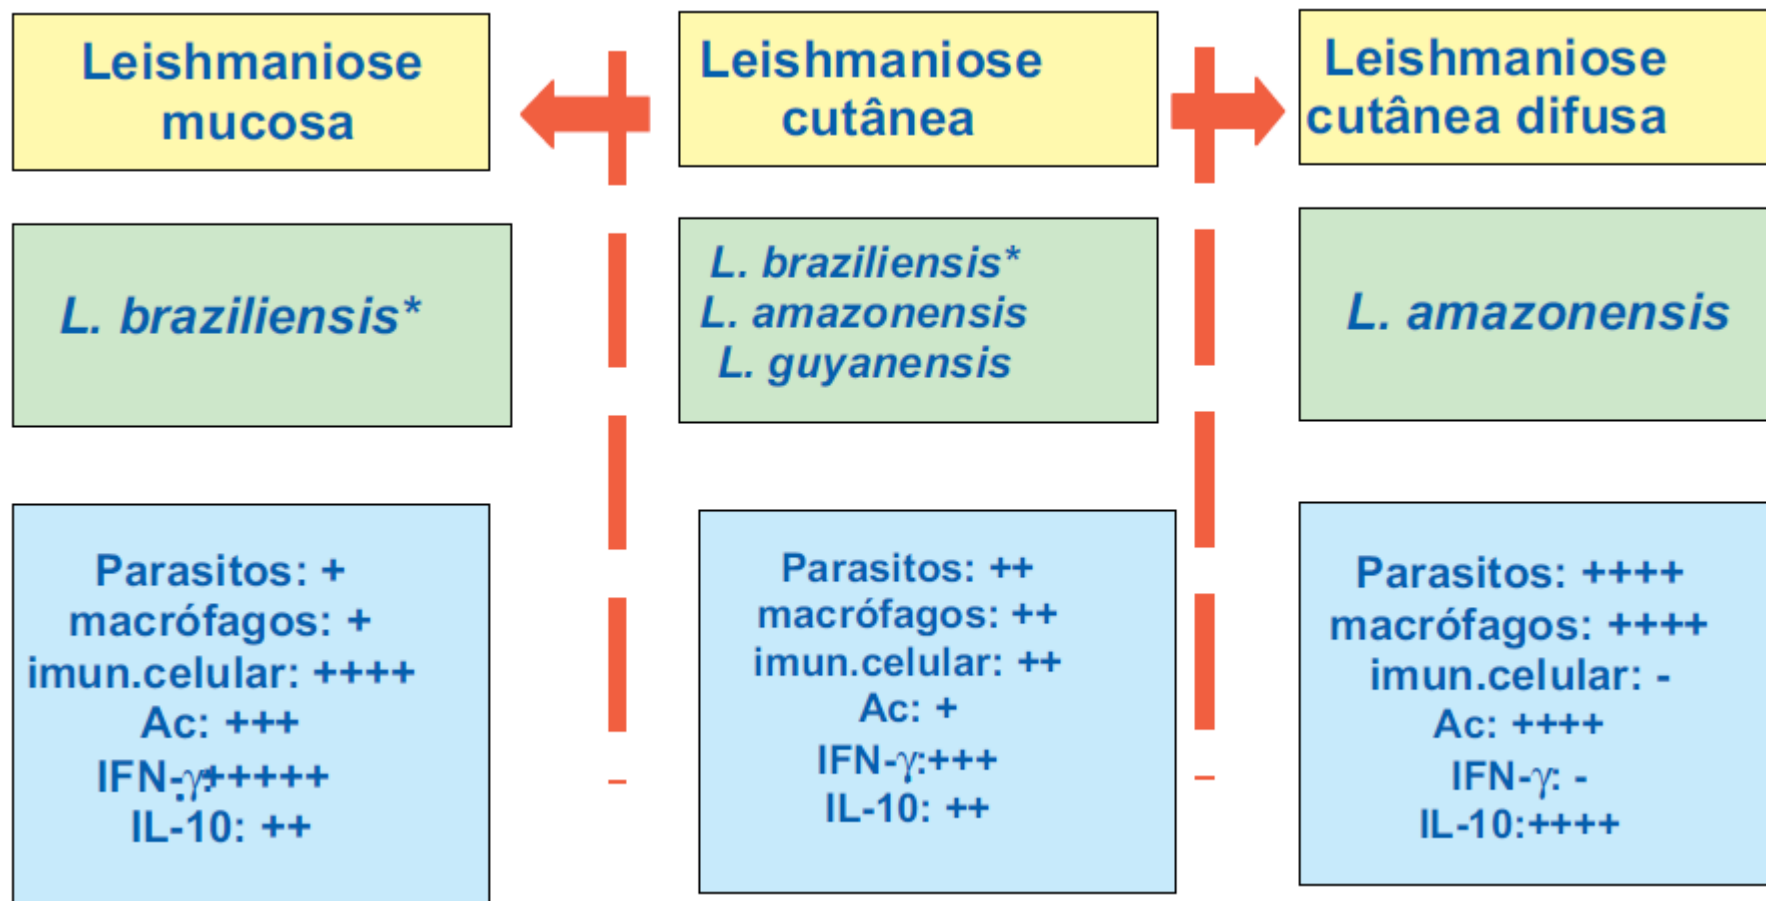 Leishmaniose
mucosa
Leishmaniose
cutânea
Leishmaniose
cutânea difusa
L. braziliensis*
L. braziliensis*
L. amazonensis
L. guyanensis
L. amazonensis
Parasitos: +
macrófagos: +
imun.celular: ++++
Ac: +++
IFN-γ:+++++
IL-10: ++
Parasitos: ++
macrófagos: ++
imun.celular: ++
Ac: +
IFN-γ:+++
IL-10: ++
Parasitos: ++++
macrófagos: ++++
imun.celular: -
Ac: ++++
IFN-γ: -
IL-10:++++